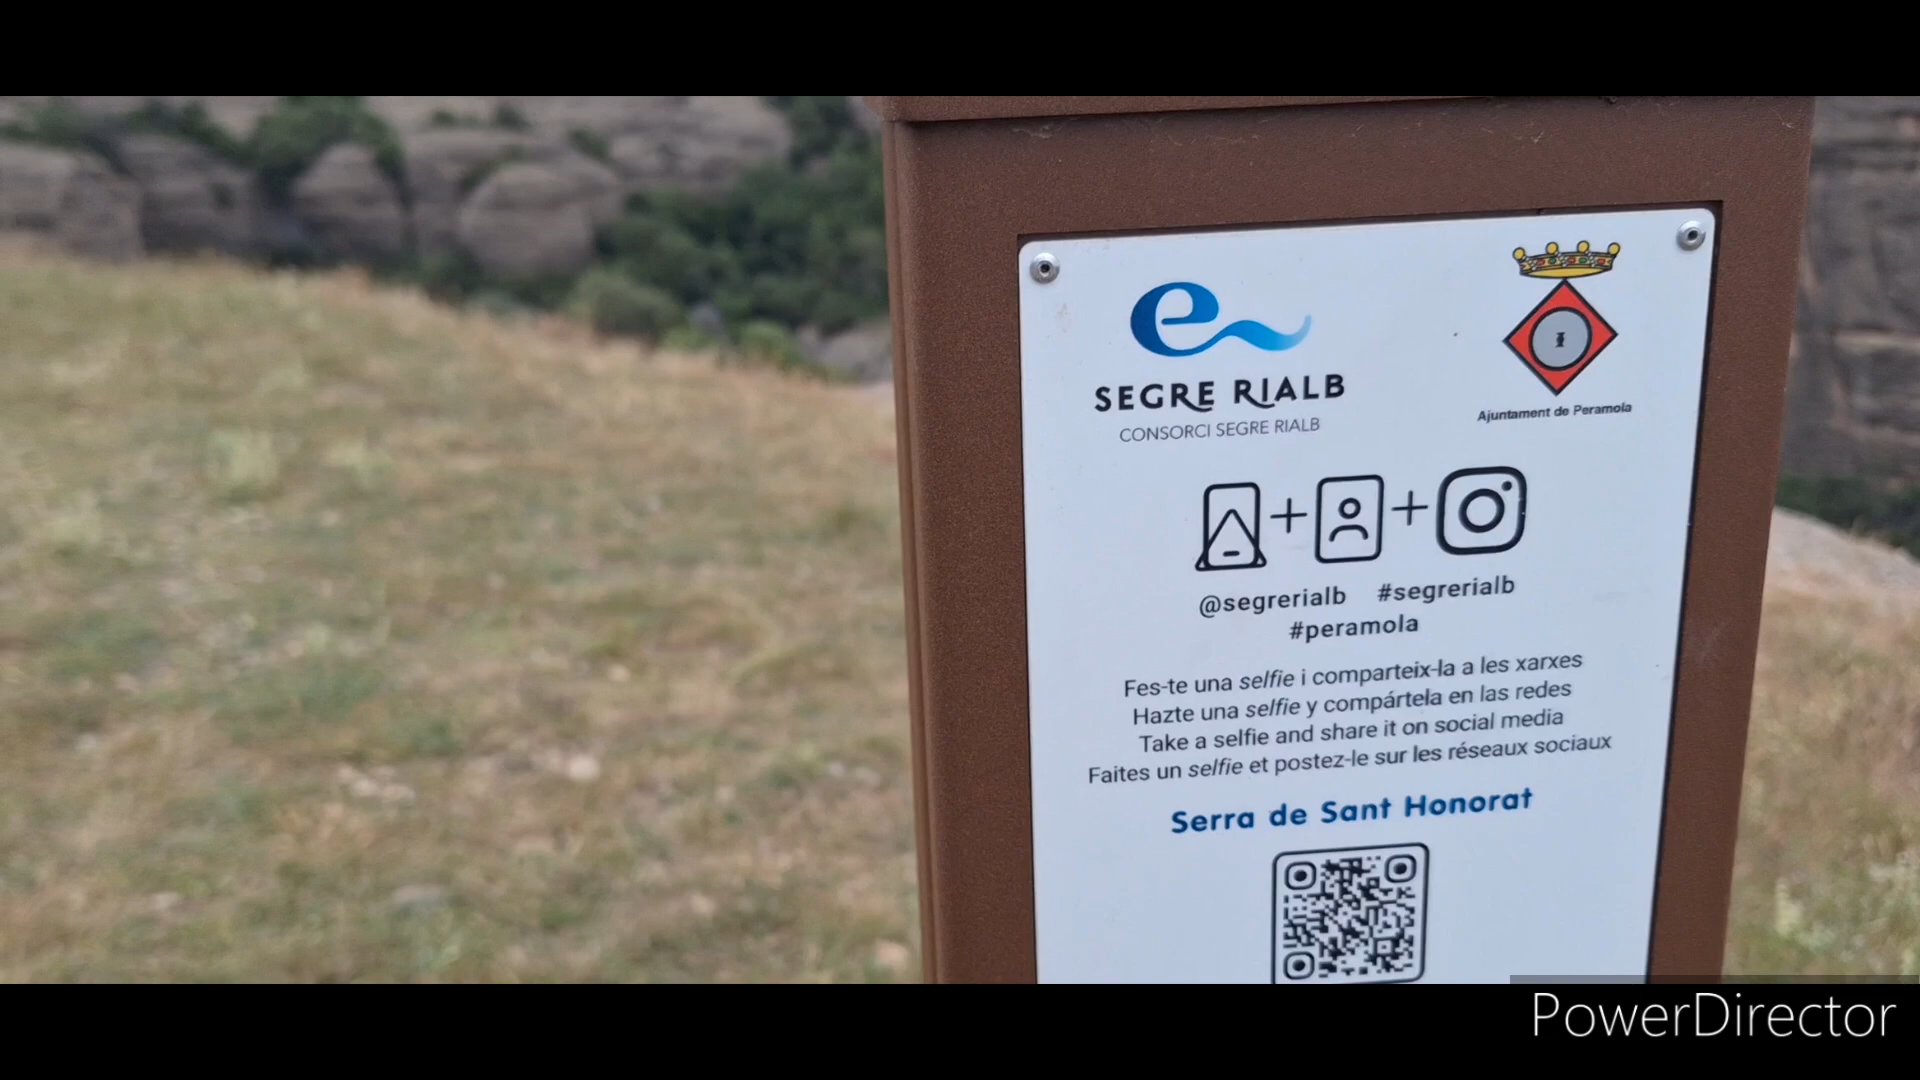 SEGRE RIALB
CONSORCI SEGRE RIALB
Ajuntament de Peramola
@segrerialb #segrerialb
#peramola
Fes-te una selfie i comparteix-la a les xarxes
Hazte una selfie y compártela en las redes
Take a selfie and share it on social media
Faites un selfie et postez-le sur les réseaux sociaux
Serra de Sant Honorat
PowerDirector